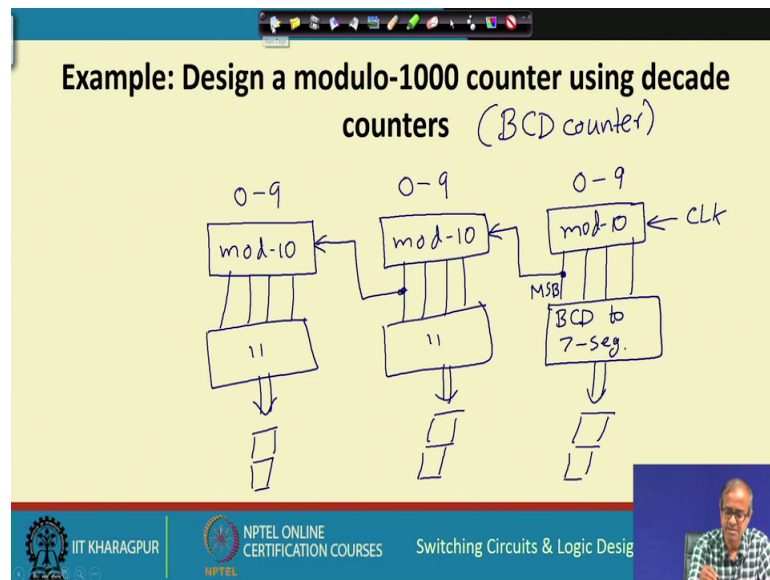 New Page
Example: Design a modulo-1000 counter using decade
counters (BCD counter)
0-9 0-9 0-9
mod-10 mod-10 mod-10 CLK
MSB
11 11 BCD to
7-seg.
IIT KHARAGPUR
NPTEL
NPTEL ONLINE
CERTIFICATION COURSES
Switching Circuits & Logic Desig